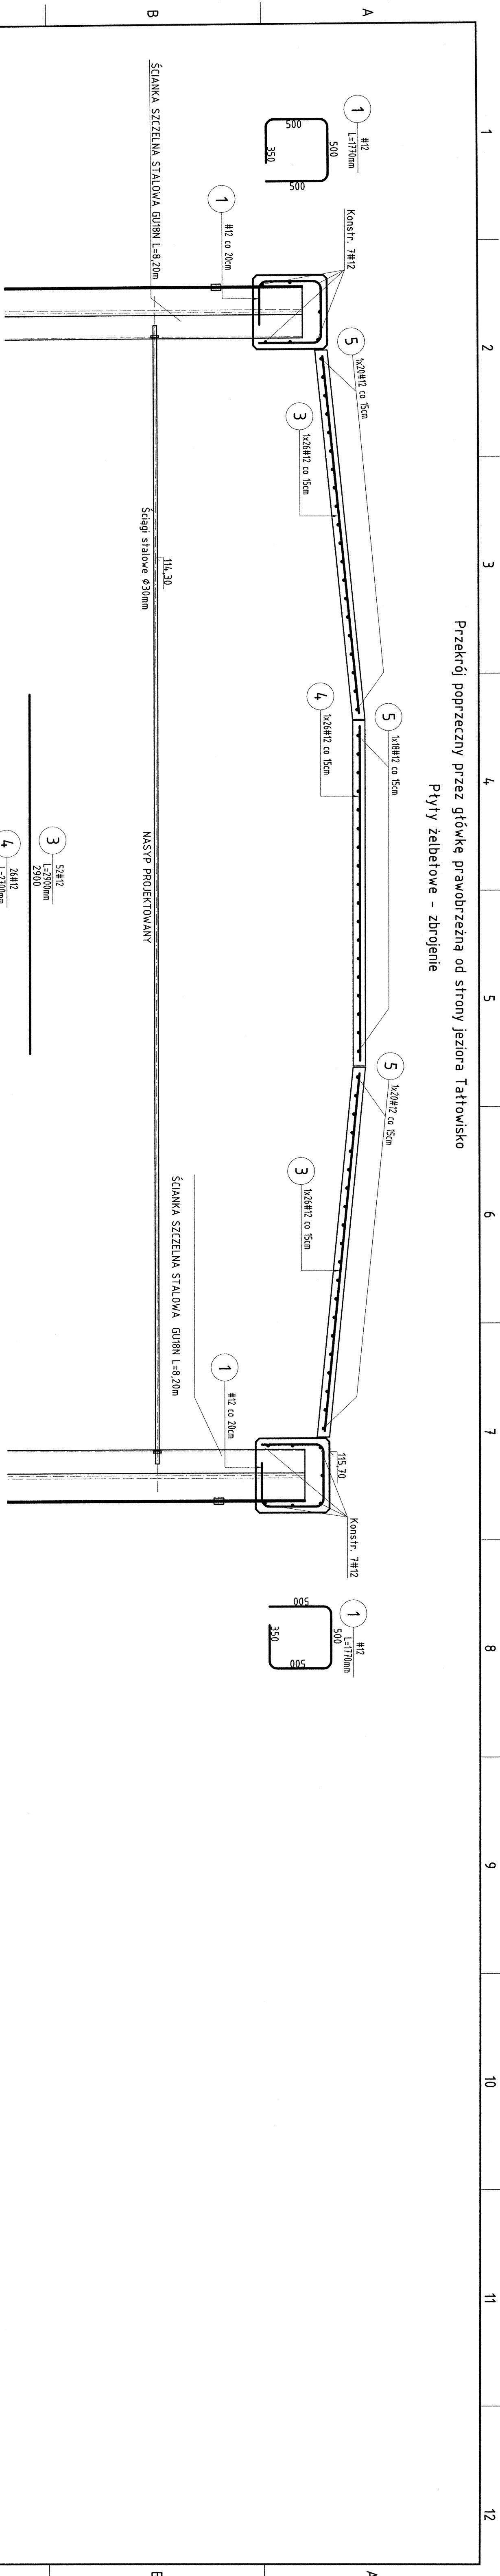 1
2
3
4
5
6
7
8
9
10
11
12
A
B
Przekrój poprzeczny przez główkę prawobrzeżną od strony jeziora Tałtowisko
Płyty żelbetowe - zbrojenie
1
#12
L=1770mm
500
500
350
500
1
#12 co 20cm
Konstr. 7#12
ŚCIANKA SZCZELNA STALOWA GU18N L=8,20m
5
1x20#12 co 15cm
3
1x26#12 co 15cm
Ściągi stalowe Ø30mm
114,30
4
1x26#12 co 15cm
5
1x18#12 co 15cm
NASYP PROJEKTOWANY
3
52#12
L=2900mm
2900
4
26#12
L=2700mm
5
1x20#12 co 15cm
3
1x26#12 co 15cm
ŚCIANKA SZCZELNA STALOWA GU18N L=8,20m
1
#12 co 20cm
115,70
Konstr. 7#12
1
#12
L=1770mm
500
500
350
500